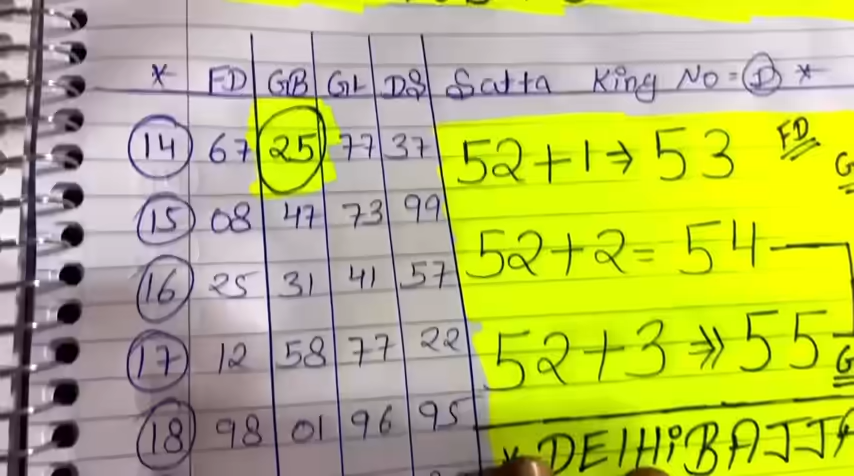 * FD GB GL DS Satta King No = D *
14 67 25 77 37 52+1→53 FD G
15 08 47 73 99
52+2= 54
16 25 31 41 57
17 12 58 77 22 52+3 ⇒ 55 G
18 98 01 96 95
* DElHiBAJJ